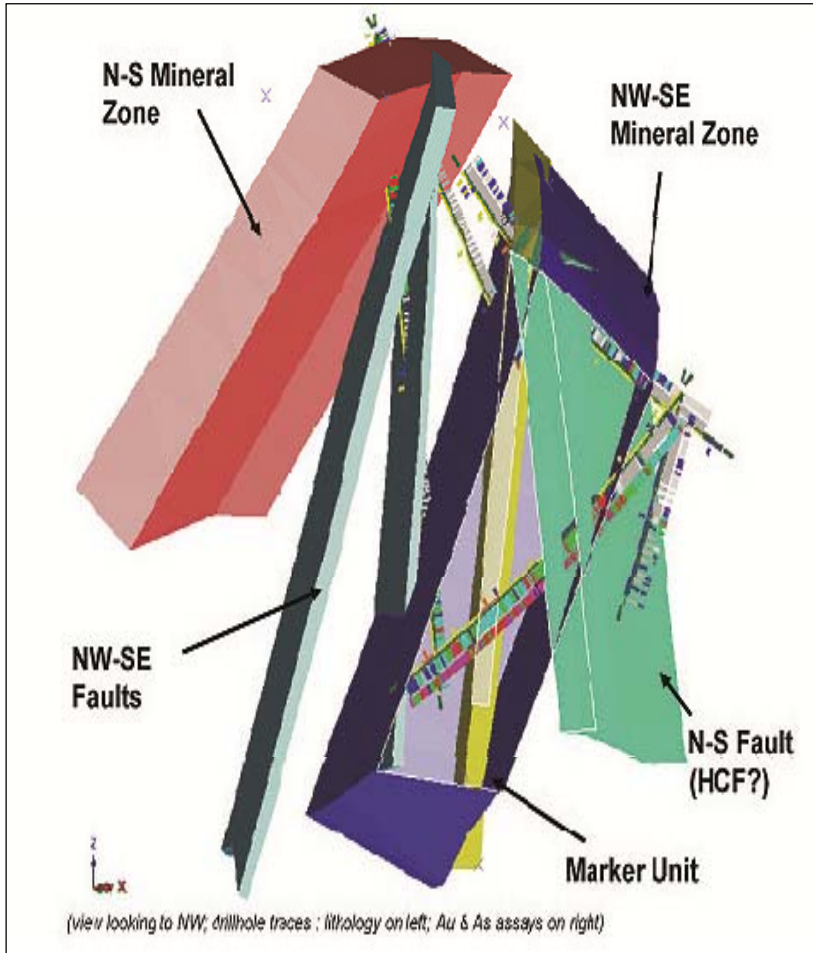 N-S Mineral
Zone
NW-SE
Mineral Zone
NW-SE
Faults
N-S Fault
(HCF?)
Marker Unit
Z
X
(view looking to NW; drillhole traces : lithology on left; Au & As assays on right)